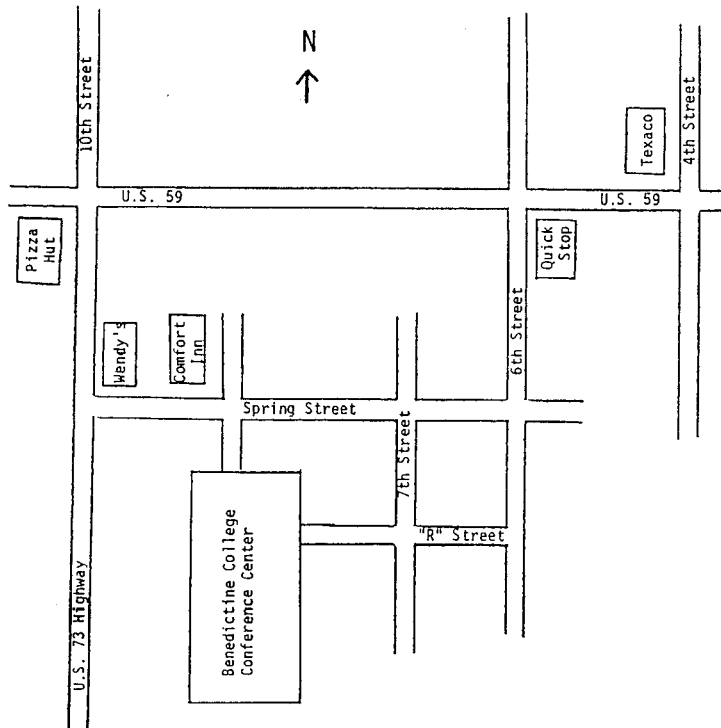 N
10th Street
Texaco
4th Street
U.S. 59
U.S. 59
Pizza
Hut
Quick
Stop
Wendy's
Comfort
Inn
6th Street
Spring Street
7th Street
"R" Street
Benedictine College
Conference Center
U.S. 73 Highway